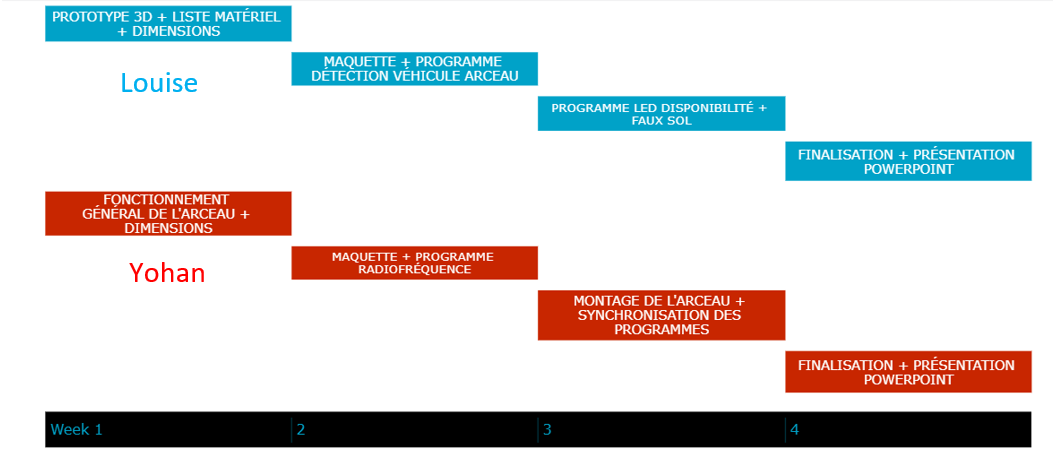 PROTOTYPE 3D + LISTE MATÉRIEL
+ DIMENSIONS
Louise
MAQUETTE + PROGRAMME
DÉTECTION VÉHICULE ARCEAU
PROGRAMME LED DISPONIBILITÉ +
FAUX SOL
FINALISATION + PRÉSENTATION
POWERPOINT
FONCTIONNEMENT
GÉNÉRAL DE L'ARCEAU +
DIMENSIONS
Yohan
MAQUETTE + PROGRAMME
RADIOFRÉQUENCE
MONTAGE DE L'ARCEAU +
SYNCHRONISATION DES
PROGRAMMES
FINALISATION + PRÉSENTATION
POWERPOINT
Week 1 2 3 4